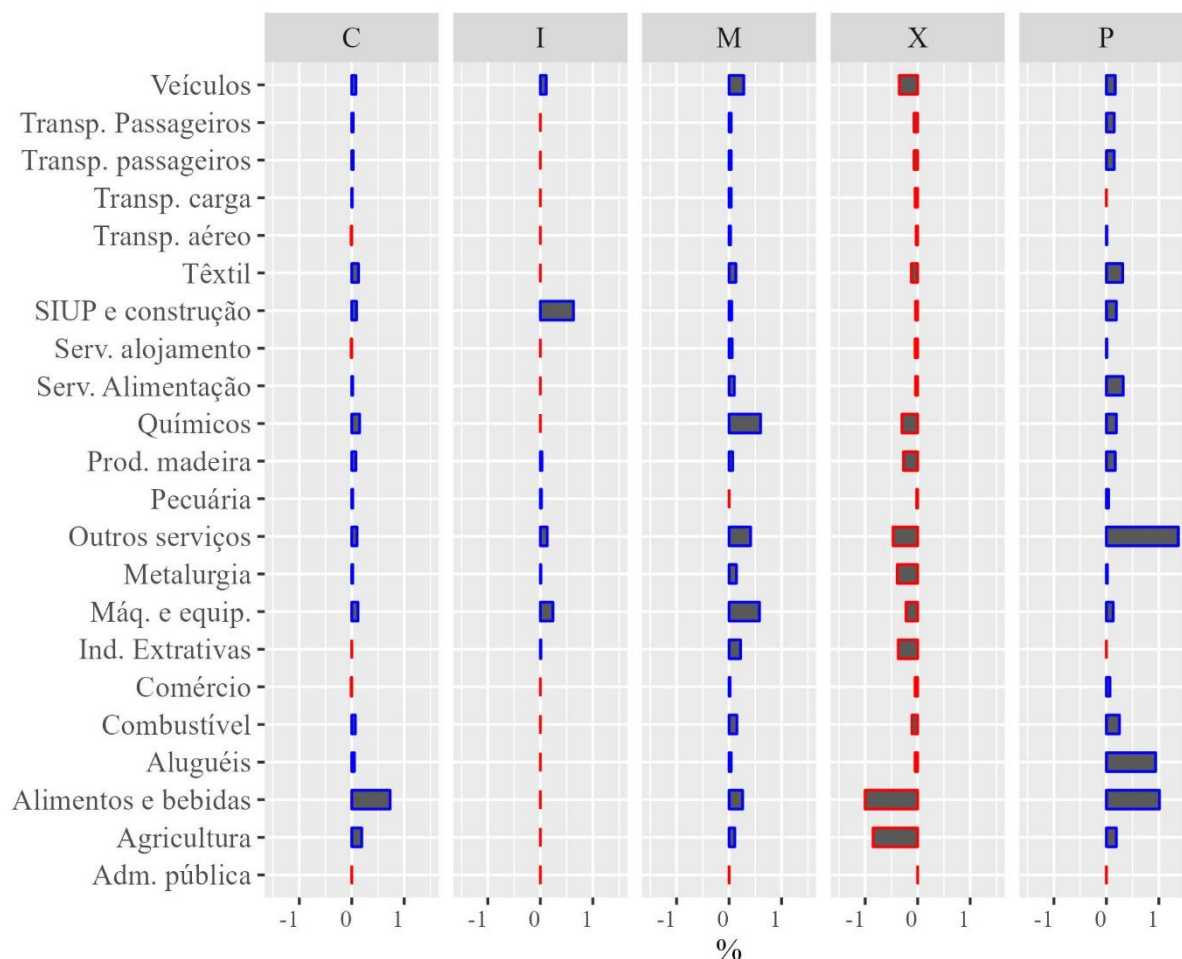 C I M X P
Veículos
Transp. Passageiros
Transp. passageiros
Transp. carga
Transp. aéreo
Têxtil
SIUP e construção
Serv. alojamento
Serv. Alimentação
Químicos
Prod. madeira
Pecuária
Outros serviços
Metalurgia
Máq. e equip.
Ind. Extrativas
Comércio
Combustível
Aluguéis
Alimentos e bebidas
Agricultura
Adm. pública
-1 0 1 -1 0 1 -1 0 1 -1 0 1 -1 0 1
%